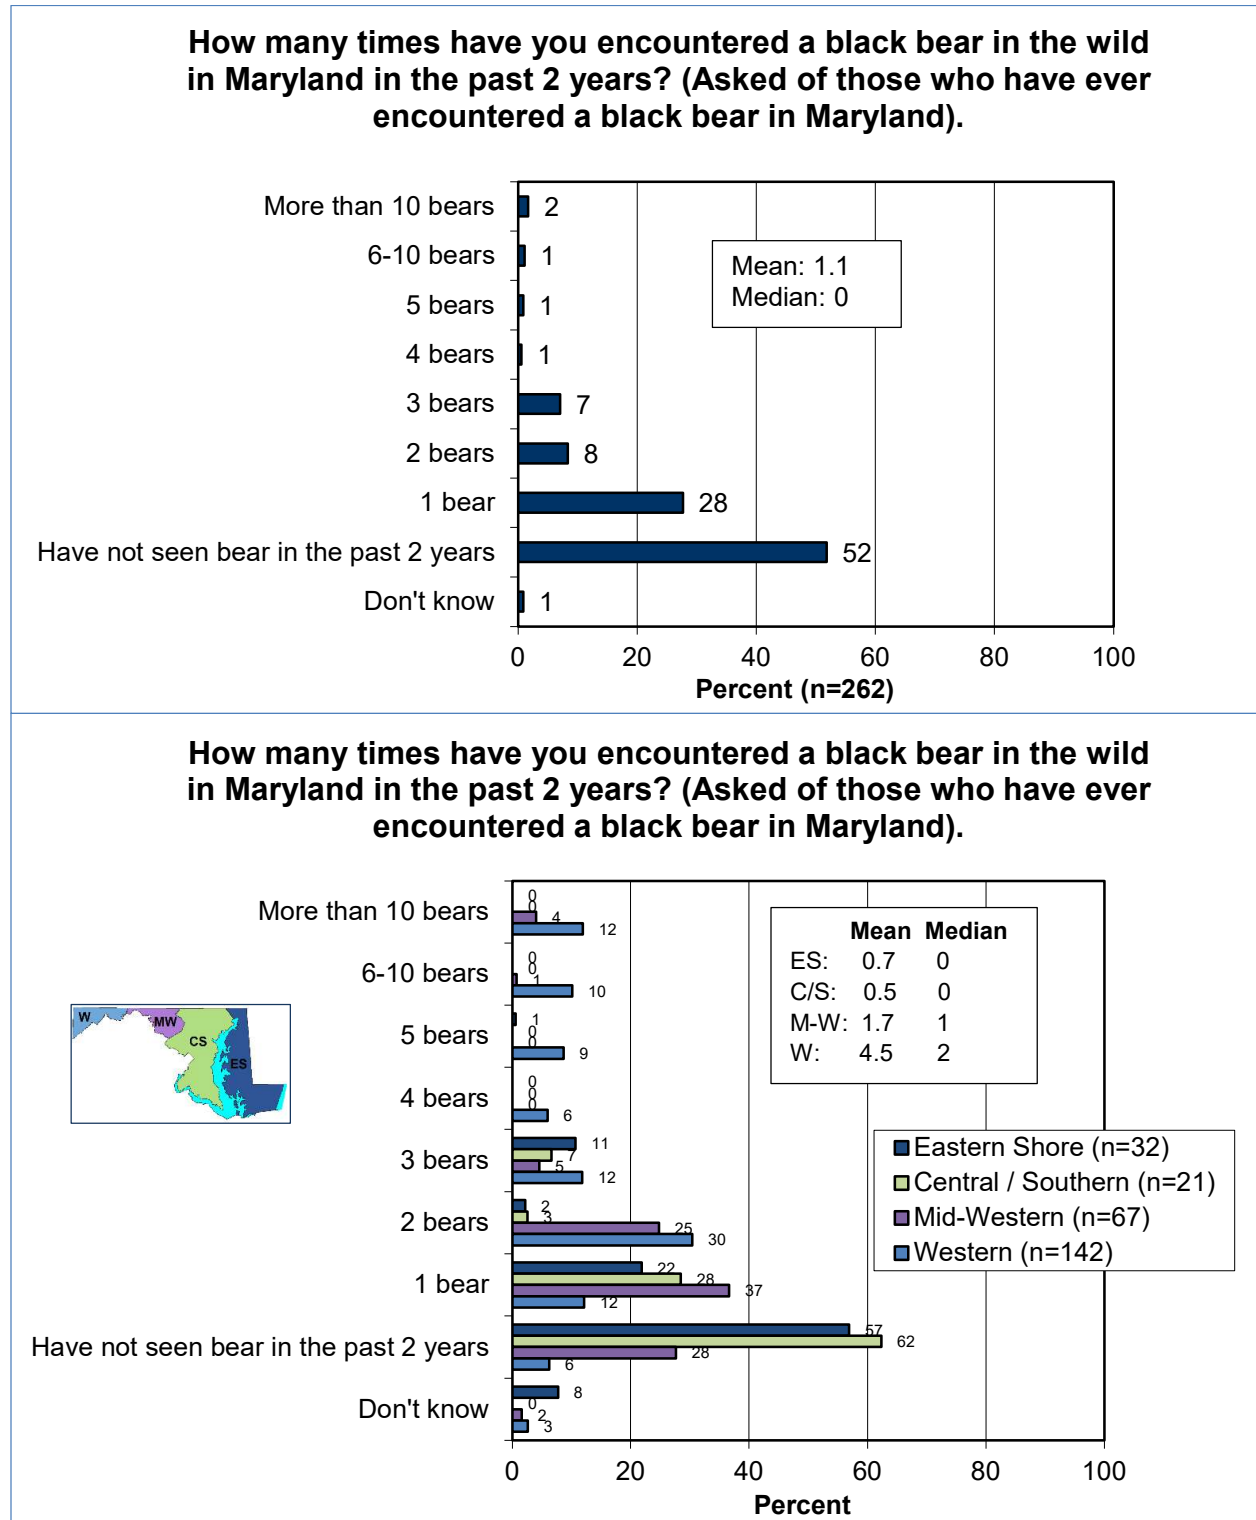 How many times have you encountered a black bear in the wild
in Maryland in the past 2 years? (Asked of those who have ever
encountered a black bear in Maryland).
More than 10 bears 2
6-10 bears 1
5 bears 1
4 bears 1
3 bears 7
2 bears 8
1 bear 28
Have not seen bear in the past 2 years 52
Don't know 1
Mean: 1.1
Median: 0
0 20 40 60 80 100
Percent (n=262)
How many times have you encountered a black bear in the wild
in Maryland in the past 2 years? (Asked of those who have ever
encountered a black bear in Maryland).
More than 10 bears
0
0
4
12
6-10 bears
0
0
1
10
5 bears
1
0
0
9
4 bears
0
0
0
6
3 bears
11
7
5
12
2 bears
2
3
25
30
1 bear
22
28
37
12
Have not seen bear in the past 2 years
57
62
28
6
Don't know
8
0
2
3
Mean Median
ES: 0.7 0
C/S: 0.5 0
M-W: 1.7 1
W: 4.5 2
W
MW
CS
ES
Eastern Shore (n=32)
Central / Southern (n=21)
Mid-Western (n=67)
Western (n=142)
0 20 40 60 80 100
Percent